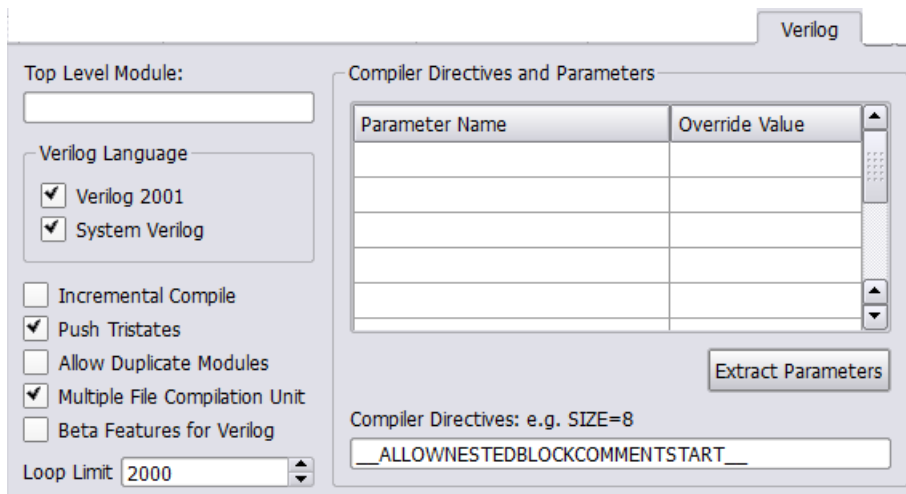 Verilog
Top Level Module:
Verilog Language
Verilog 2001
System Verilog
Incremental Compile
Push Tristates
Allow Duplicate Modules
Multiple File Compilation Unit
Beta Features for Verilog
Loop Limit 2000
Compiler Directives and Parameters
Parameter Name Override Value
Extract Parameters
Compiler Directives: e.g. SIZE=8
__ALLOWNESTEDBLOCKCOMMENTSTART__